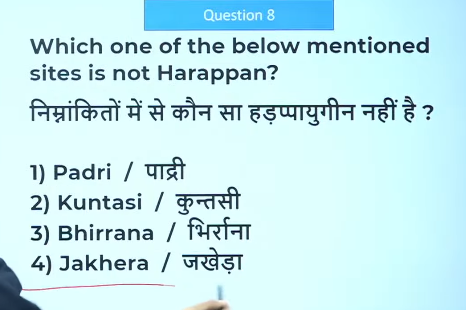 Question 8
Which one of the below mentioned
sites is not Harappan?
निम्नांकितों में से कौन सा हड़प्पायुगीन नहीं है ?
1) Padri / पाद्री
2) Kuntasi / कुन्तसी
3) Bhirrana / भिर्राना
4) Jakhera / जखेड़ा